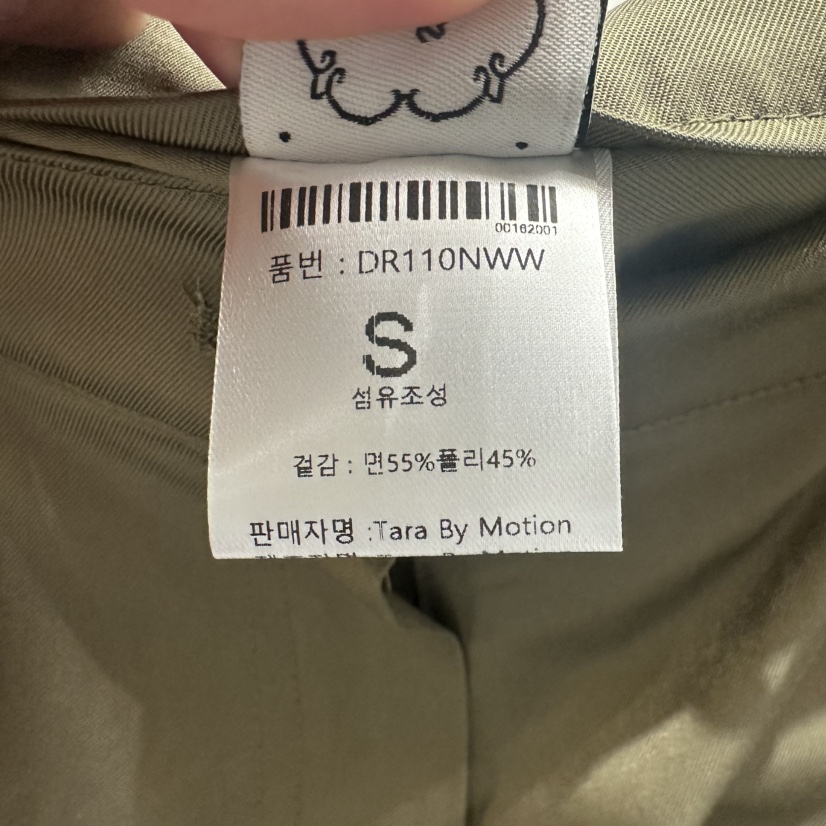 00162001
품번 : DR110NWW
S
섬유조성
겉감 : 면55%폴리45%
판매자명 :Tara By Motion